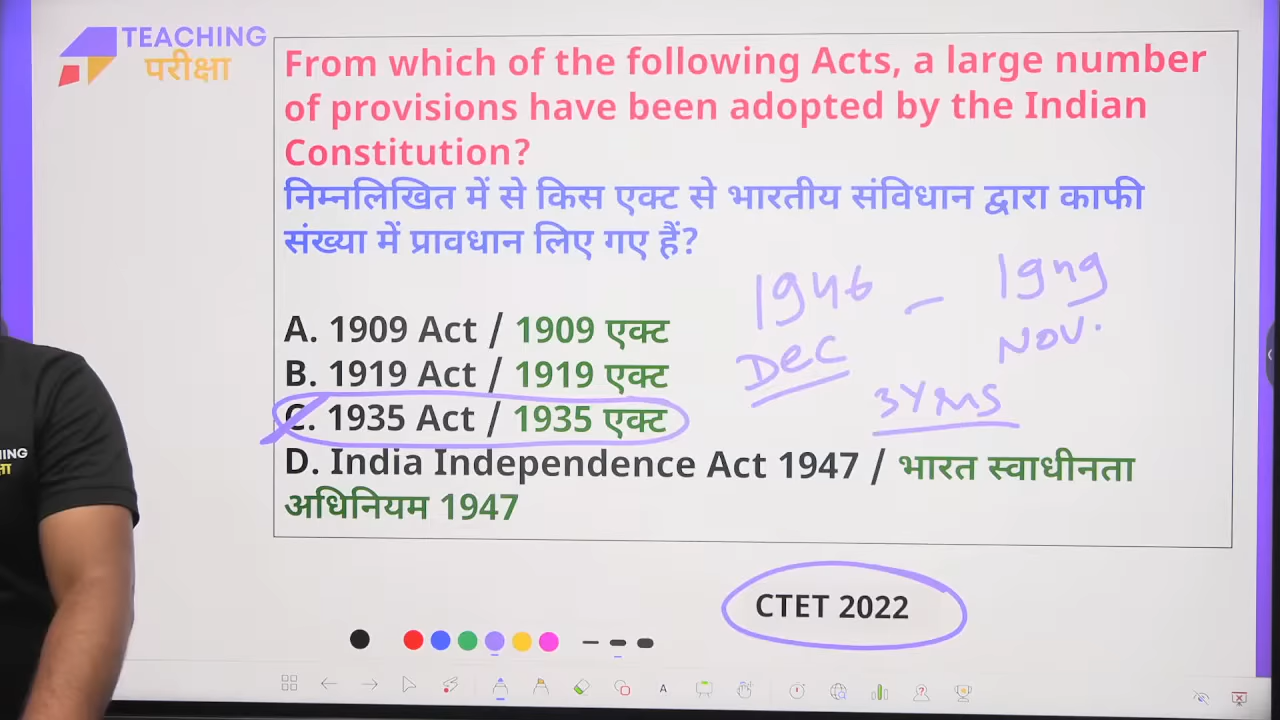 TEACHING
परीक्षा
From which of the following Acts, a large number
of provisions have been adopted by the Indian
Constitution?
निम्नलिखित में से किस एक्ट से भारतीय संविधान द्वारा काफी
संख्या में प्रावधान लिए गए हैं?
1946 – 1949
DEC NOV.
3YRS
A. 1909 Act / 1909 एक्ट
B. 1919 Act / 1919 एक्ट
C. 1935 Act / 1935 एक्ट
D. India Independence Act 1947 / भारत स्वाधीनता
अधिनियम 1947
CTET 2022
A